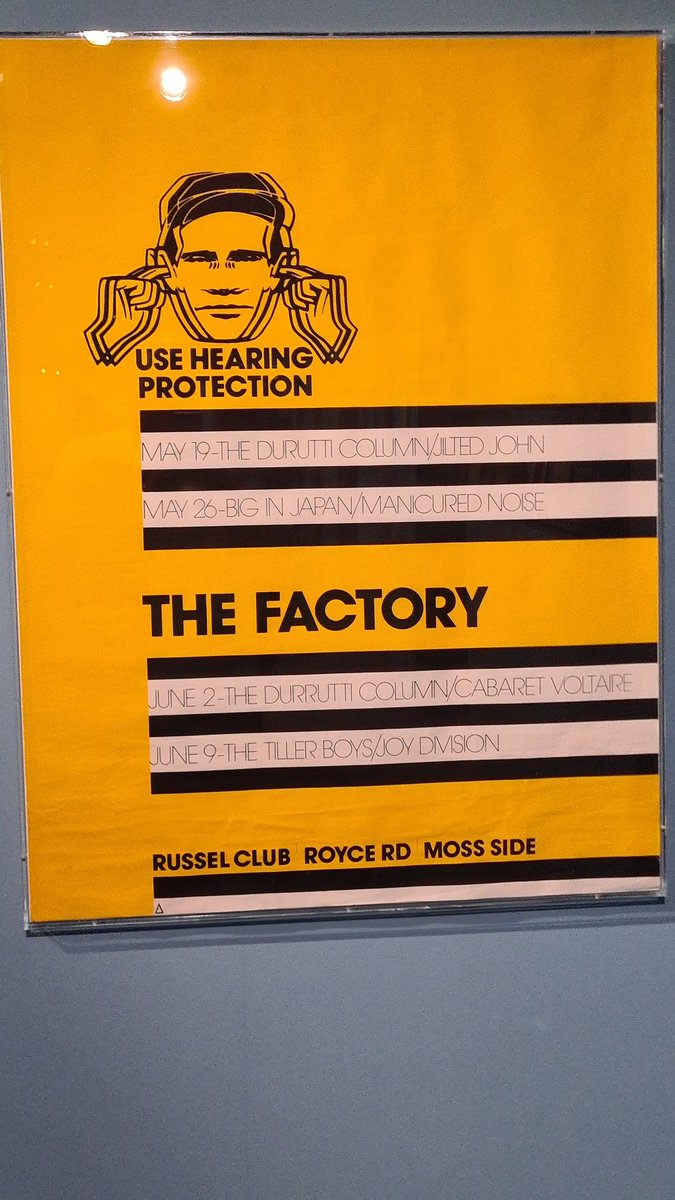 USE HEARING
PROTECTION
MAY 19-THE DURUTTI COLUMN/JILTED JOHN
MAY 26-BIG IN JAPAN/MANICURED NOISE
THE FACTORY
JUNE 2-THE DURRUTTI COLUMN/CABARET VOLTAIRE
JUNE 9-THE TILLER BOYS/JOY DIVISION
RUSSEL CLUB ROYCE RD MOSS SIDE